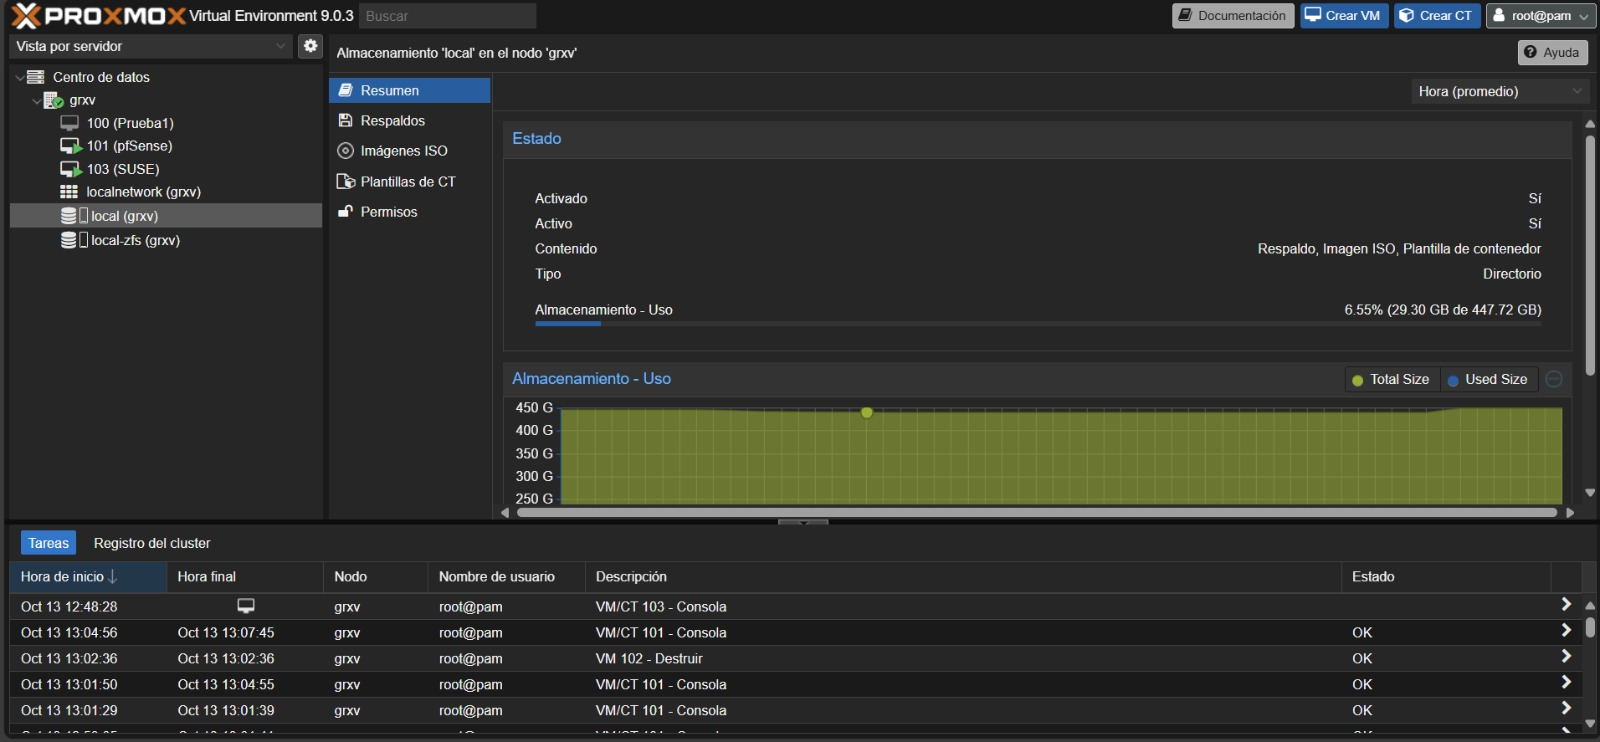 PROXMOX Virtual Environment 9.0.3 Buscar Documentación Crear VM Crear CT root@pam
Vista por servidor
Almacenamiento 'local' en el nodo 'grxv' Ayuda
Centro de datos
grxv
100 (Prueba1)
101 (pfSense)
103 (SUSE)
localnetwork (grxv)
local (grxv)
local-zfs (grxv)
Resumen
Respaldos
Imágenes ISO
Plantillas de CT
Permisos
Hora (promedio)
Estado
Activado Sí
Activo Sí
Contenido Respaldo, Imagen ISO, Plantilla de contenedor
Tipo Directorio
Almacenamiento - Uso 6.55% (29.30 GB de 447.72 GB)
Almacenamiento - Uso Total Size Used Size
450 G
400 G
350 G
300 G
250 G
Tareas Registro del cluster
Hora de inicio Hora final Nodo Nombre de usuario Descripción Estado
Oct 13 12:48:28 grxv root@pam VM/CT 103 - Consola
Oct 13 13:04:56 Oct 13 13:07:45 grxv root@pam VM/CT 101 - Consola OK
Oct 13 13:02:36 Oct 13 13:02:36 grxv root@pam VM 102 - Destruir OK
Oct 13 13:01:50 Oct 13 13:04:55 grxv root@pam VM/CT 101 - Consola OK
Oct 13 13:01:29 Oct 13 13:01:39 grxv root@pam VM/CT 101 - Consola OK